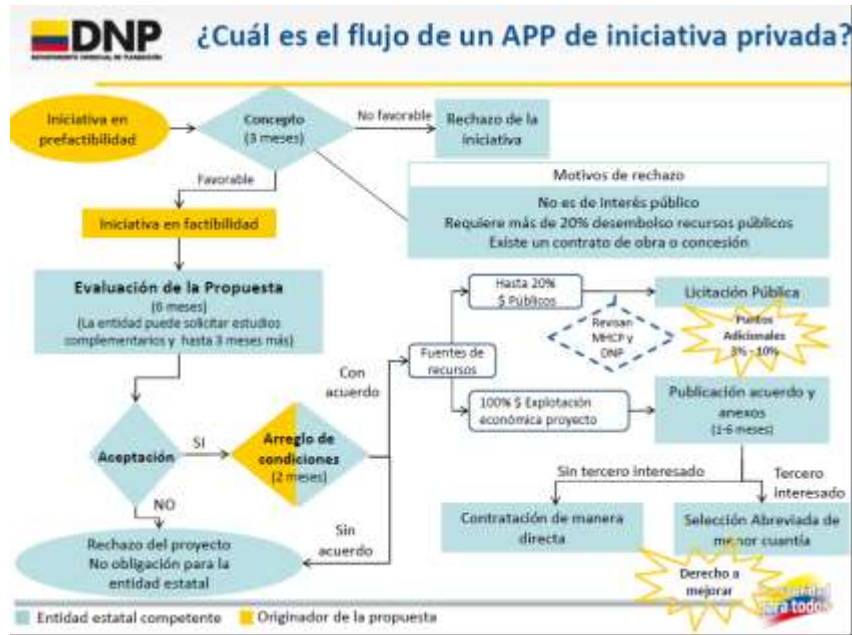 DNP
DEPARTAMENTO NACIONAL DE PLANEACIÓN
¿Cuál es el flujo de un APP de iniciativa privada?
Iniciativa en
prefactibilidad
Concepto
(3 meses)
No favorable
Rechazo de la
iniciativa
Favorable
Motivos de rechazo
No es de interés público
Requiere más de 20% desembolso recursos públicos
Existe un contrato de obra o concesión
Iniciativa en factibilidad
Evaluación de la Propuesta
(6 meses)
(La entidad puede solicitar estudios
complementarios y hasta 3 meses más)
Hasta 20%
$ Públicos
Licitación Pública
Revisan
MHCP y
DNP
Puntos
Adicionales
3% - 10%
Fuentes de
recursos
Con
acuerdo
100% $ Explotación
económica proyecto
Publicación acuerdo y
anexos
(1-6 meses)
Aceptación
SI
Arreglo de
condiciones
(2 meses)
Sin tercero interesado
Tercero
interesado
NO
Contratación de manera
directa
Selección Abreviada de
menor cuantía
Sin
acuerdo
Rechazo del proyecto
No obligación para la
entidad estatal
Derecho a
mejorar
para todos
Entidad estatal competente
Originador de la propuesta